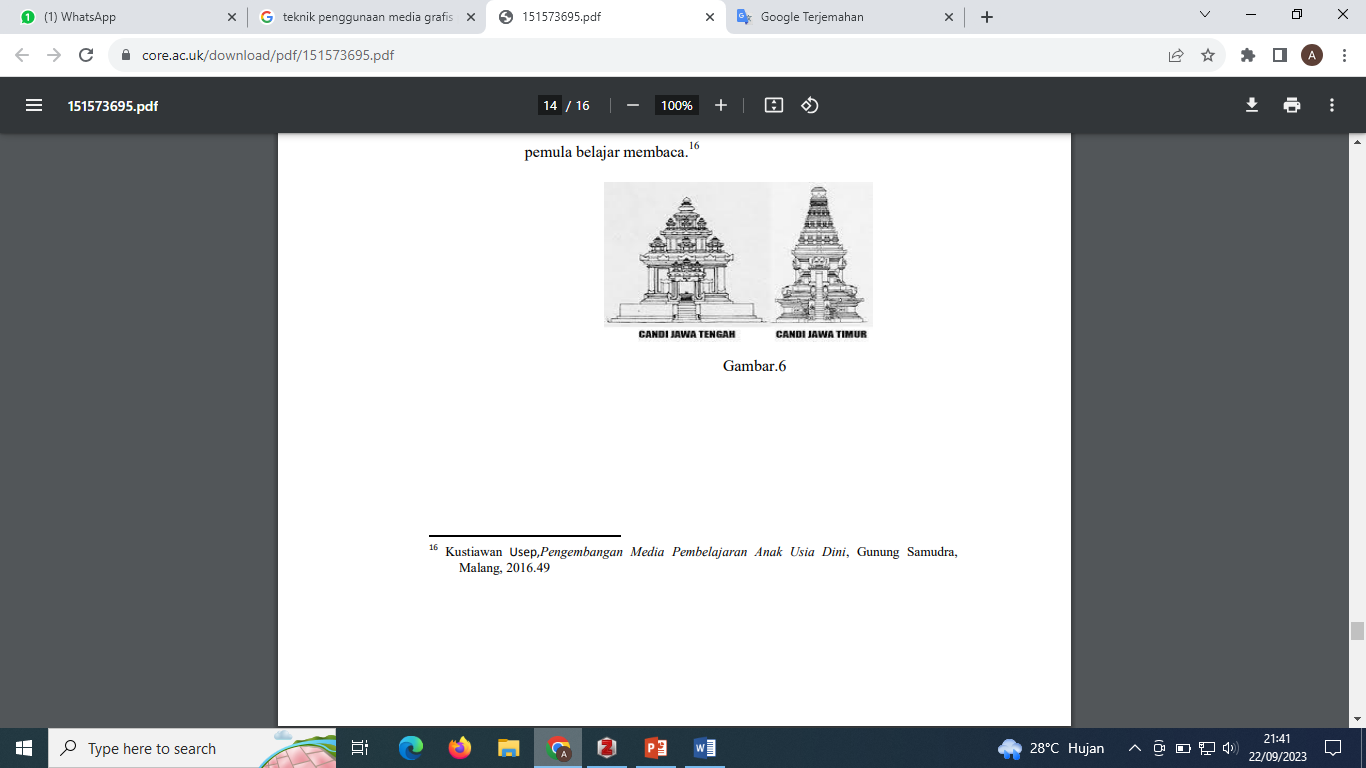 (1) WhatsApp
teknik penggunaan media grafis
151573695.pdf
Google Terjemahan
core.ac.uk/download/pdf/151573695.pdf
A
151573695.pdf
14 / 16
100%
pemula belajar membaca.16
CANDI JAWA TENGAH CANDI JAWA TIMUR
Gambar.6
16 Kustiawan Usep,Pengembangan Media Pembelajaran Anak Usia Dini, Gunung Samudra,
Malang, 2016.49
Type here to search
28°C Hujan
21:41
22/09/2023